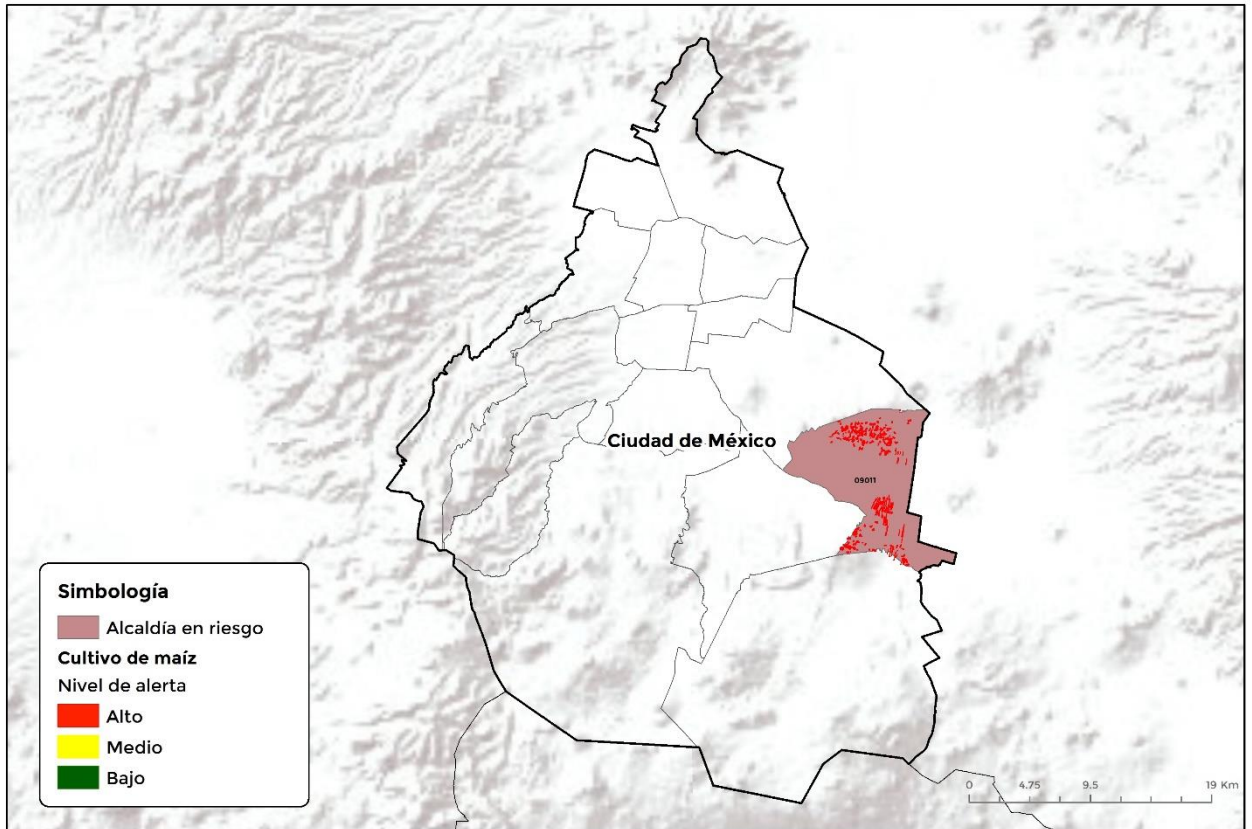 Ciudad de México
09011
Simbología
Alcaldía en riesgo
Cultivo de maíz
Nivel de alerta
Alto
Medio
Bajo
0 4.75 9.5 19 Km